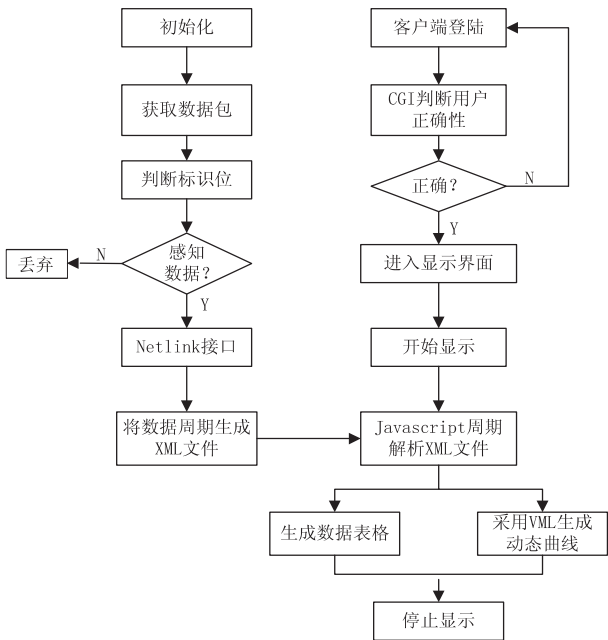 初始化
获取数据包
判断标识位
感知
数据?
N
丢弃
Y
Netlink接口
将数据周期生成
XML文件
客户端登陆
CGI判断用户
正确性
正确?
N
Y
进入显示界面
开始显示
Javascript周期
解析XML文件
生成数据表格
采用VML生成
动态曲线
停止显示